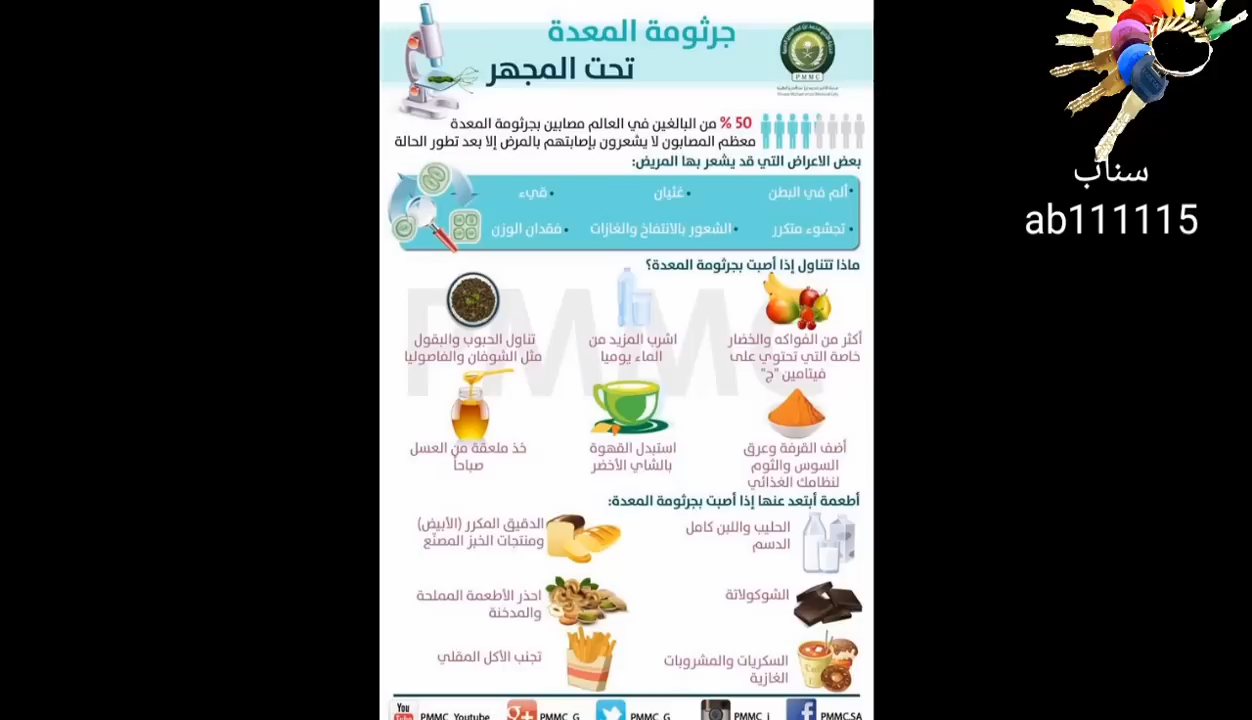 جرثومة المعدة
تحت المجهر
PMMC
50 % من البالغين في العالم مصابين بجرثومة المعدة
معظم المصابون لا يشعرون بإصابتهم بالمرض إلا بعد تطور الحالة
بعض الاعراض التي قد يشعر بها المريض:
•ألم في البطن
•غثيان
•قيء
•تجشوء متكرر
•الشعور بالانتفاخ والغازات
•فقدان الوزن
ماذا تتناول إذا أصبت بجرثومة المعدة؟
أكثر من الفواكه والخضار
خاصة التي تحتوي على
فيتامين "ج"
اشرب المزيد من
الماء يوميا
تناول الحبوب والبقول
مثل الشوفان والفاصوليا
أضف القرفة وعرق
السوس والثوم
لنظامك الغذائي
استبدل القهوة
بالشاي الأخضر
خذ ملعقة من العسل
صباحاً
أطعمة أبتعد عنها إذا أصبت بجرثومة المعدة:
الحليب واللبن كامل
الدسم
الدقيق المكرر (الأبيض)
ومنتجات الخبز المصنّع
الشوكولاتة
احذر الأطعمة المملحة
والمدخنة
السكريات والمشروبات
الغازية
تجنب الأكل المقلي
PMMC
PMMC.SA
PMMC_i
PMMC_G
PMMC_G
PMMC_Youtube
You
سناب
ab111115